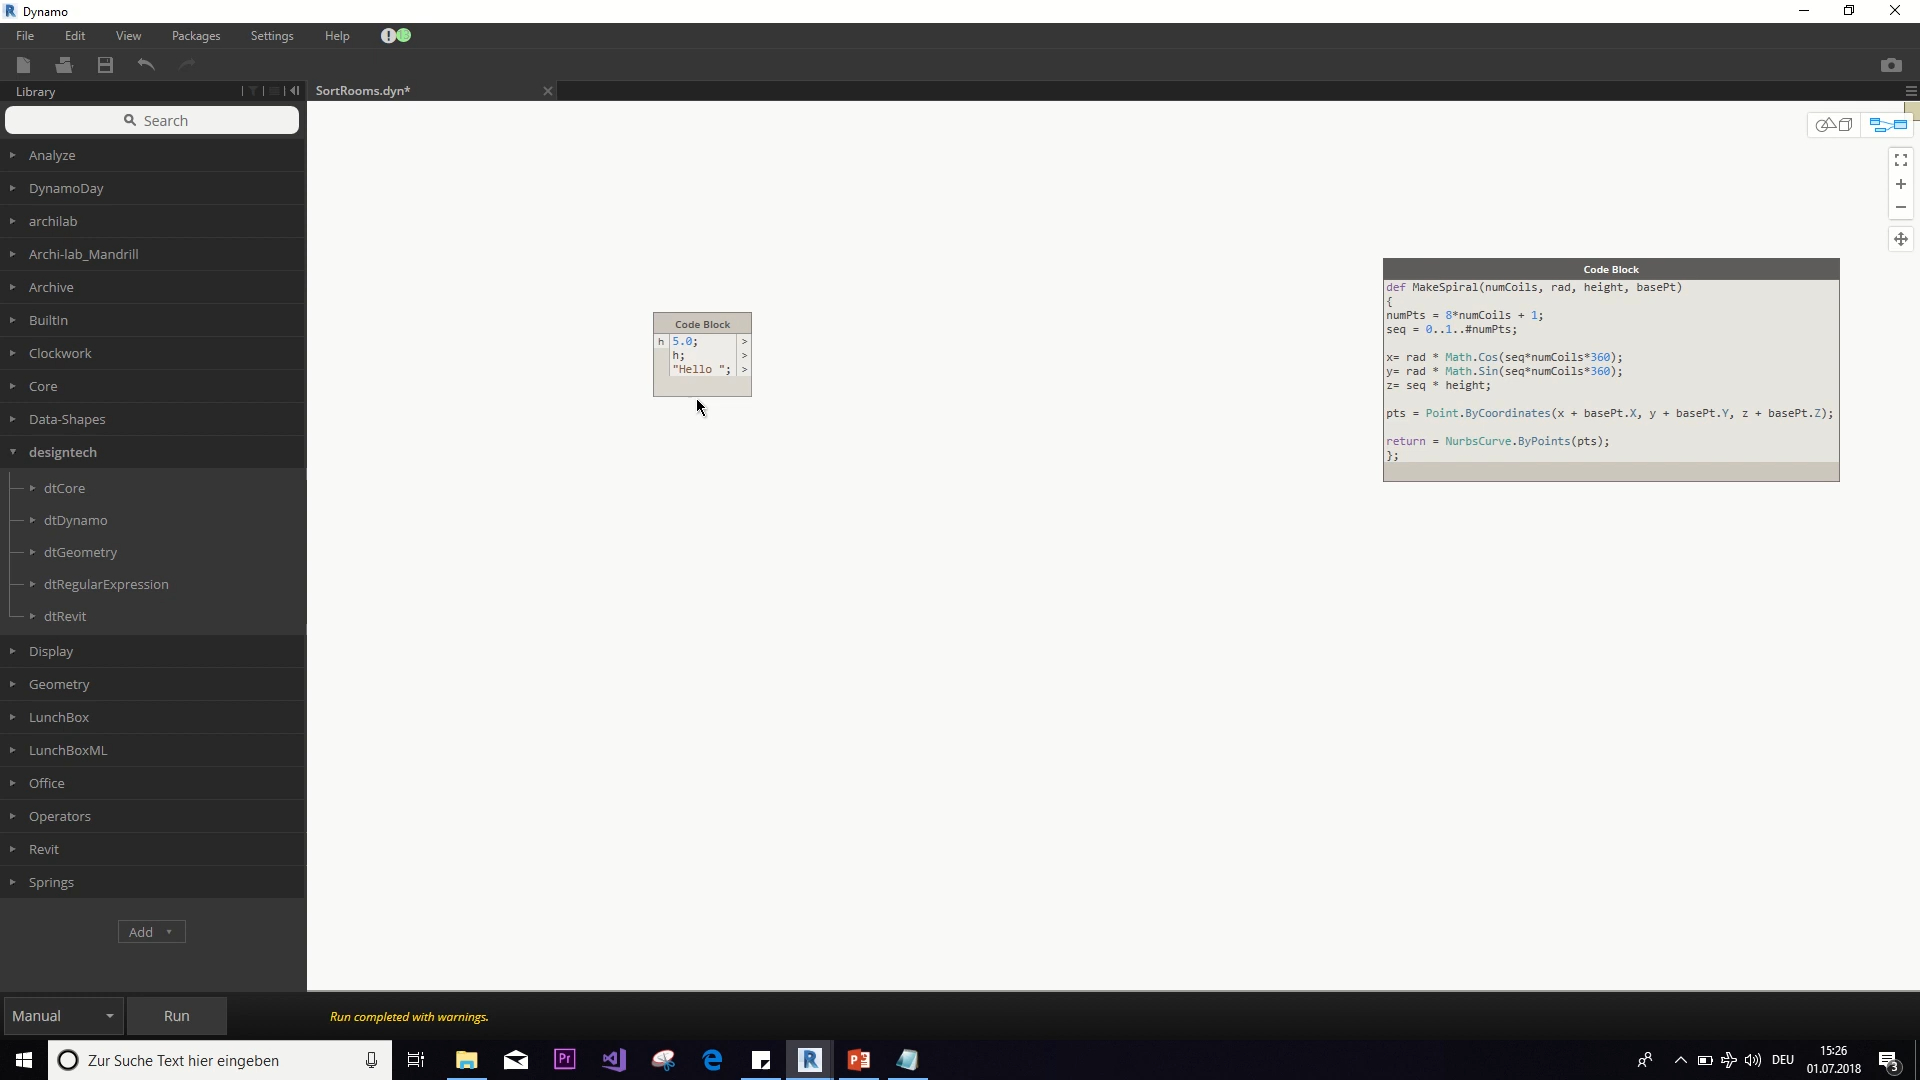 Dynamo
File Edit View Packages Settings Help
Library
SortRooms.dyn*
Search
Analyze
DynamoDay
archilab
Archi-lab_Mandrill
Archive
BuiltIn
Clockwork
Core
Data-Shapes
designtech
dtCore
dtDynamo
dtGeometry
dtRegularExpression
dtRevit
Display
Geometry
LunchBox
LunchBoxML
Office
Operators
Revit
Springs
Add
Code Block
h 5.0; >
h; >
"Hello "; >
Code Block
def MakeSpiral(numCoils, rad, height, basePt)
{
numPts = 8*numCoils + 1;
seq = 0..1..#numPts;
x= rad * Math.Cos(seq*numCoils*360);
y= rad * Math.Sin(seq*numCoils*360);
z= seq * height;
pts = Point.ByCoordinates(x + basePt.X, y + basePt.Y, z + basePt.Z);
return = NurbsCurve.ByPoints(pts);
};
Manual Run Run completed with warnings.
Zur Suche Text hier eingeben
DEU
15:26
01.07.2018
3